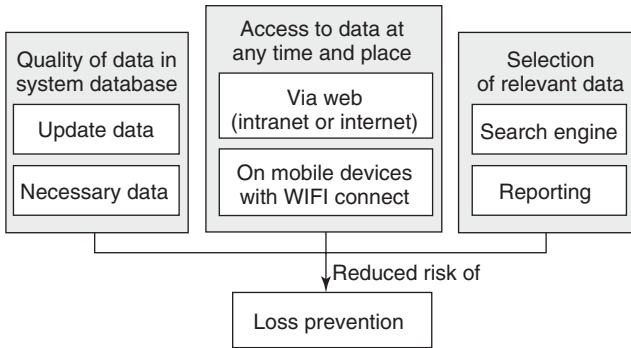 Quality of data in
system database
Update data
Necessary data
Access to data at
any time and place
Via web
(intranet or internet)
On mobile devices
with WIFI connect
Selection
of relevant data
Search engine
Reporting
Reduced risk of
Loss prevention